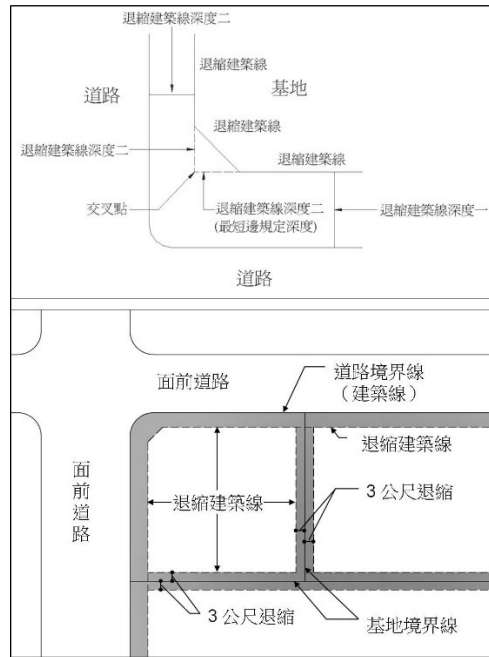 退縮建築線深度二
退縮建築線
道路
基地
退縮建築線
退縮建築線深度二
退縮建築線
交叉點
退縮建築線深度二
(最短邊規定深度)
退縮建築線深度
道路
面前道路
道路境界線
(建築線)
退縮建築線
面前道路
退縮建築線
3公尺退縮
3公尺退縮
基地境界線